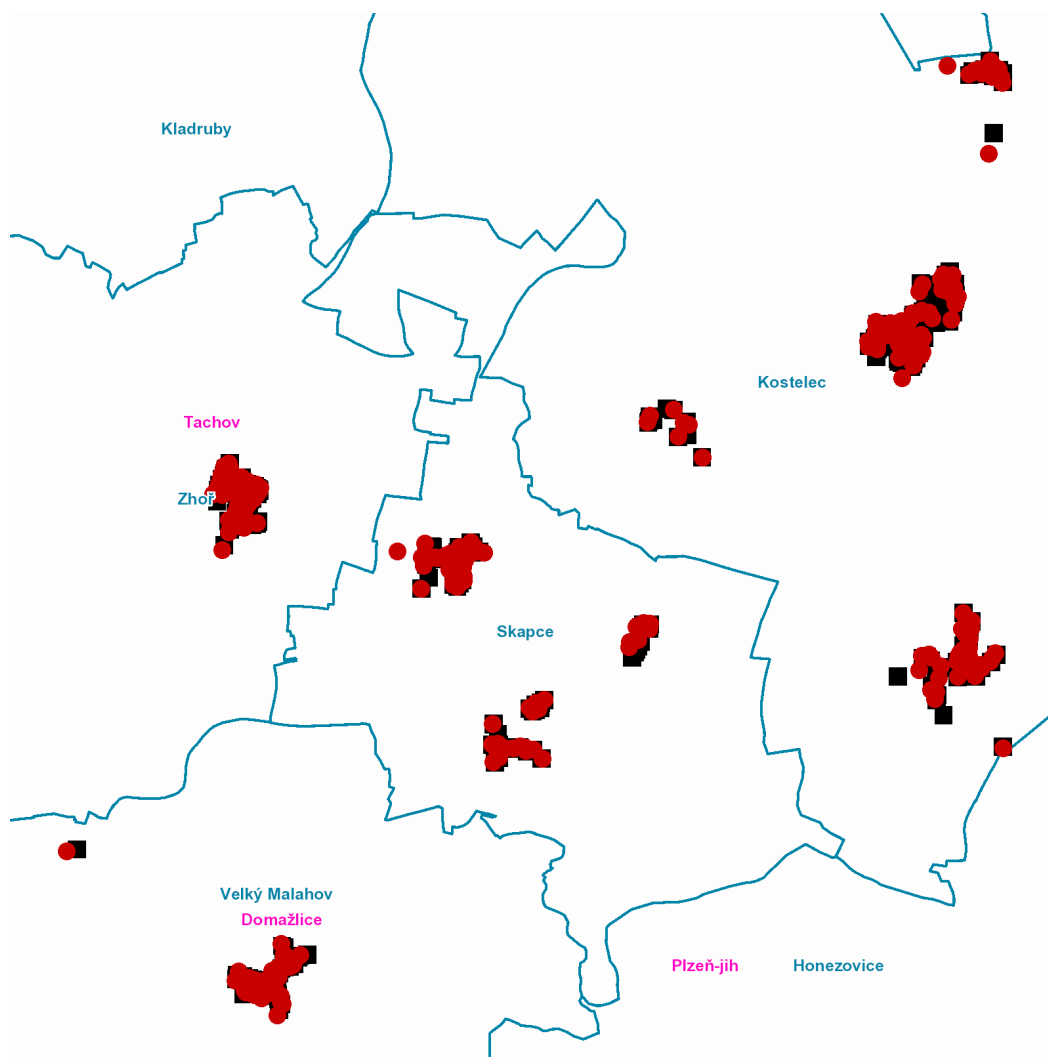 Kladruby
Kostelec
Tachov
Zhoř
Skapce
Velký Malahov
Domažlice
Plzeň-jih
Honezovice